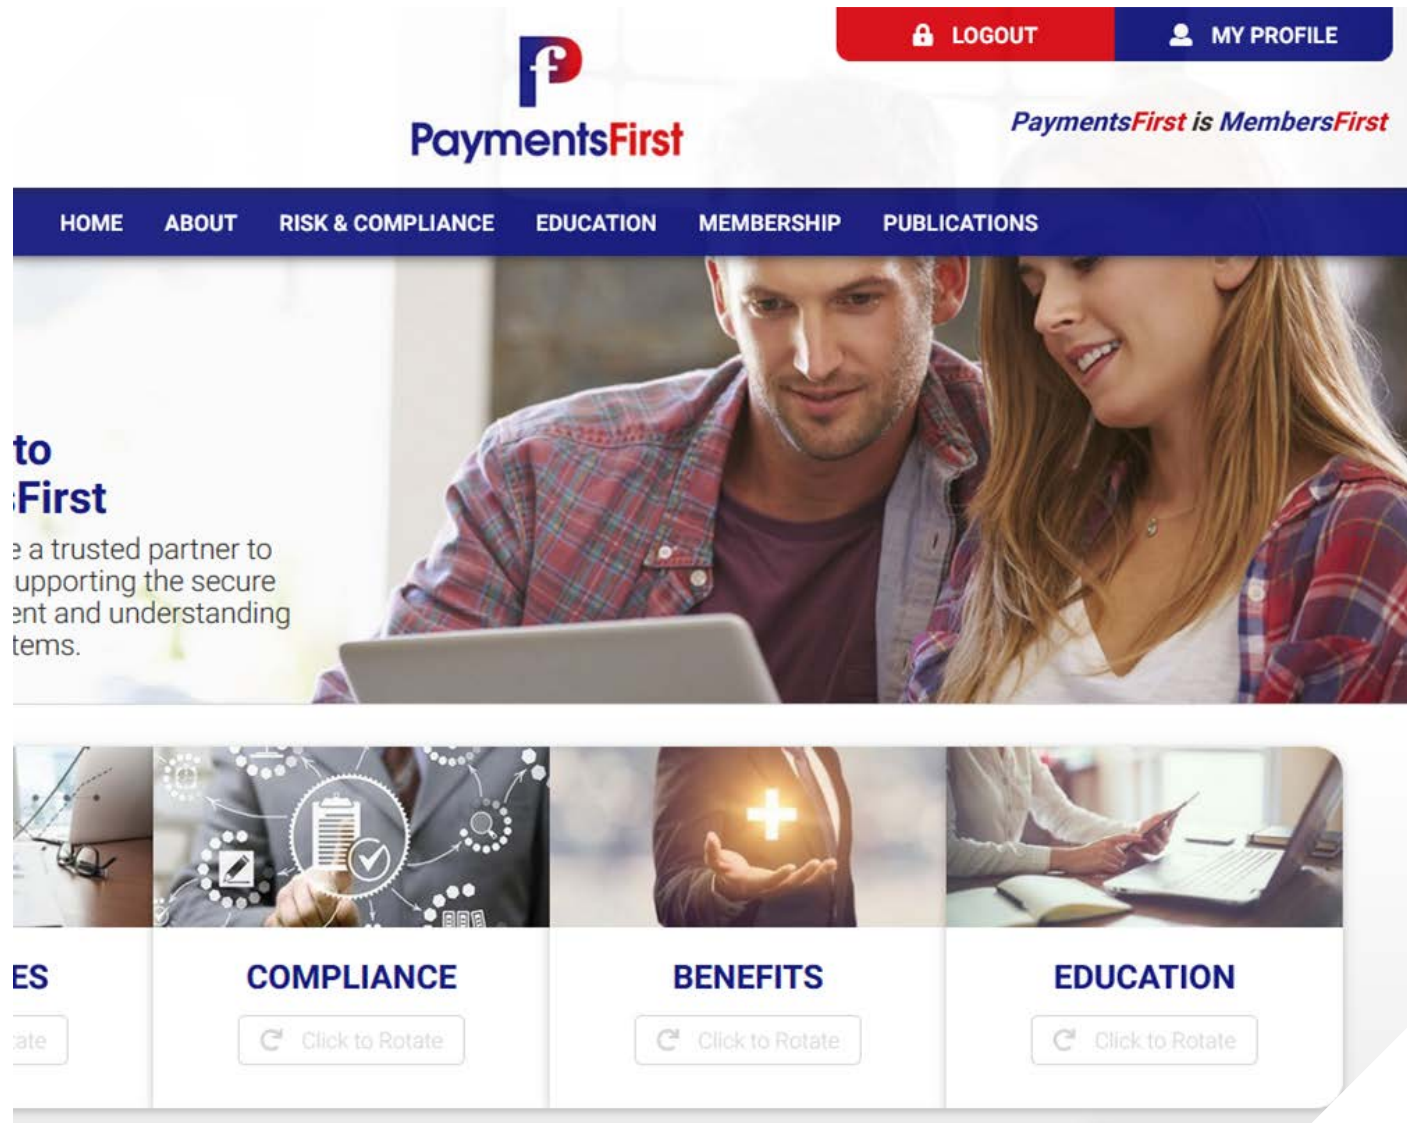 LOGOUT
MY PROFILE
PaymentsFirst
PaymentsFirst is MembersFirst
HOME ABOUT RISK & COMPLIANCE EDUCATION MEMBERSHIP PUBLICATIONS
to
First
a trusted partner to
upporting the secure
ent and understanding
tems.
ES COMPLIANCE BENEFITS EDUCATION
Click to Rotate Click to Rotate Click to Rotate